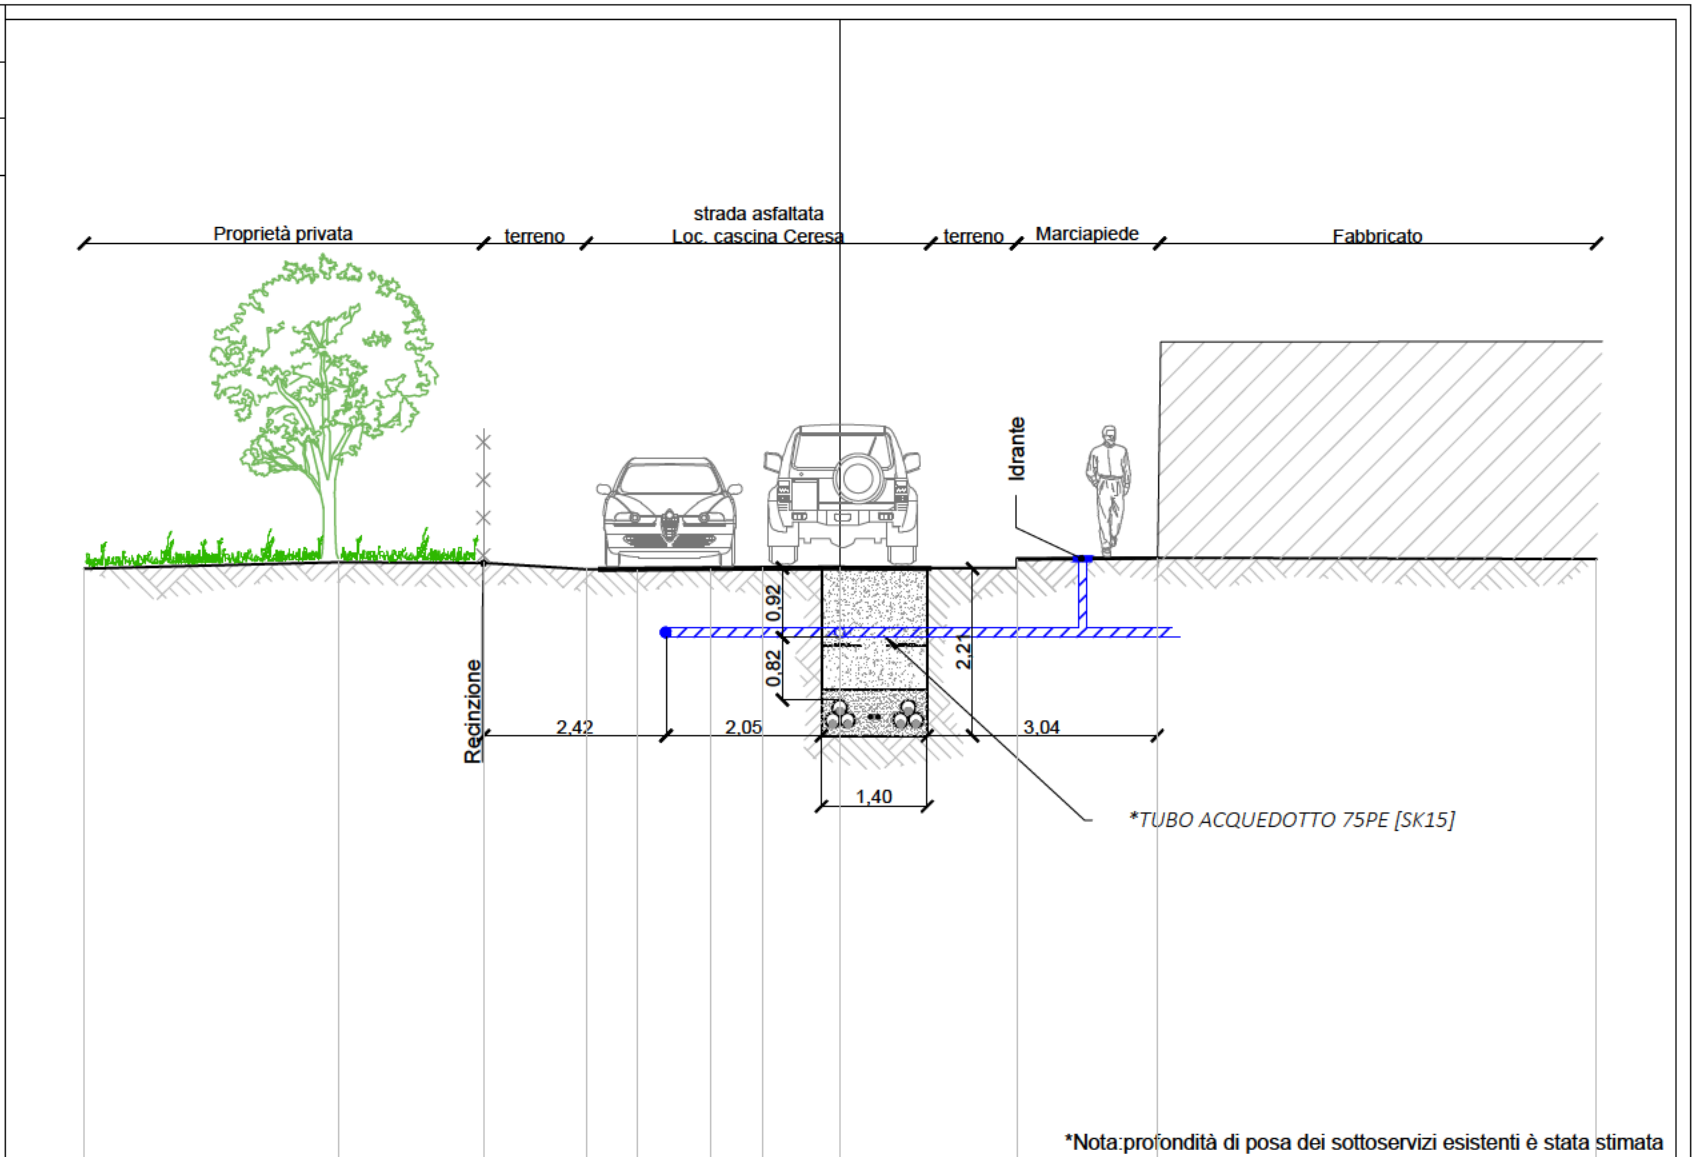 strada asfaltata
Proprietà privata
terreno
Loc. cascina Ceresa
terreno
Marciapiede
Fabbricato
Idrante
0,92
0,82
2,21
Recinzione
2,42
2,05
3,04
1,40
*TUBO ACQUEDOTTO 75PE [SK15]
*Nota:profondità di posa dei sottoservizi esistenti è stata stimata